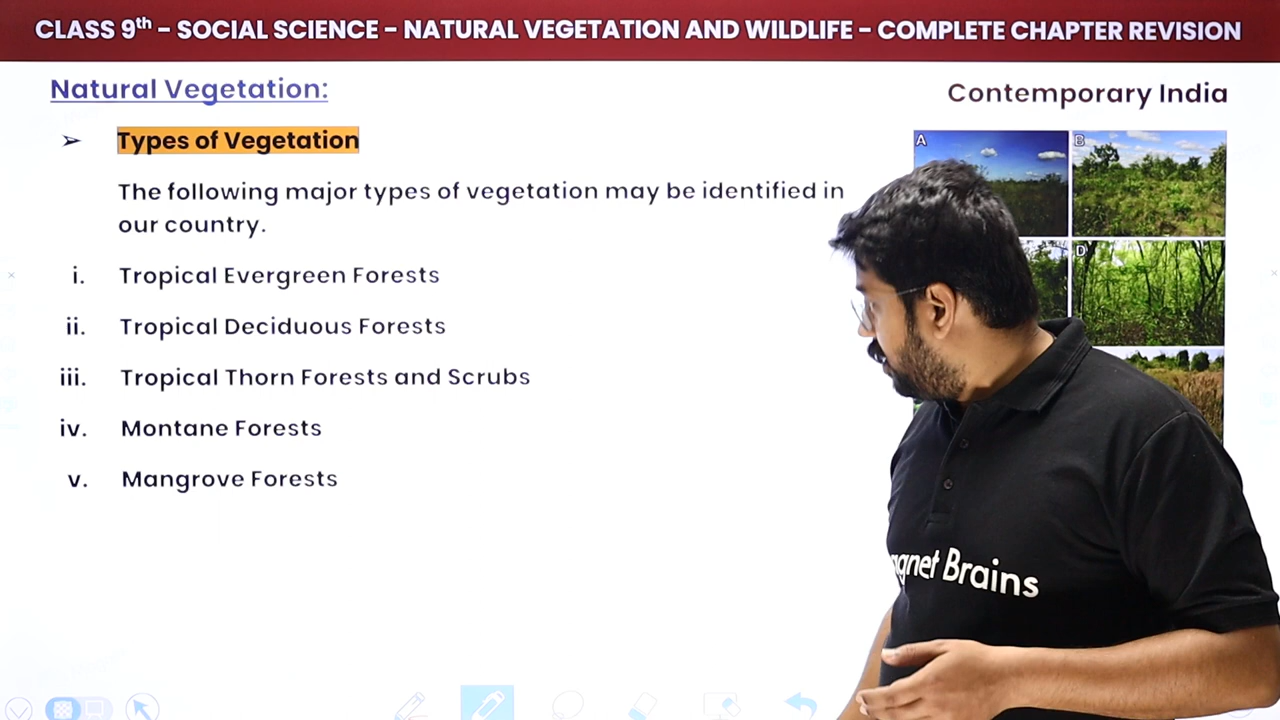 CLASS 9th – SOCIAL SCIENCE – NATURAL VEGETATION AND WILDLIFE – COMPLETE CHAPTER REVISION
Natural Vegetation:
Contemporary India
➢ Types of Vegetation
A
B
The following major types of vegetation may be identified in
our country.
D
i. Tropical Evergreen Forests
ii. Tropical Deciduous Forests
iii. Tropical Thorn Forests and Scrubs
iv. Montane Forests
v. Mangrove Forests
Brains